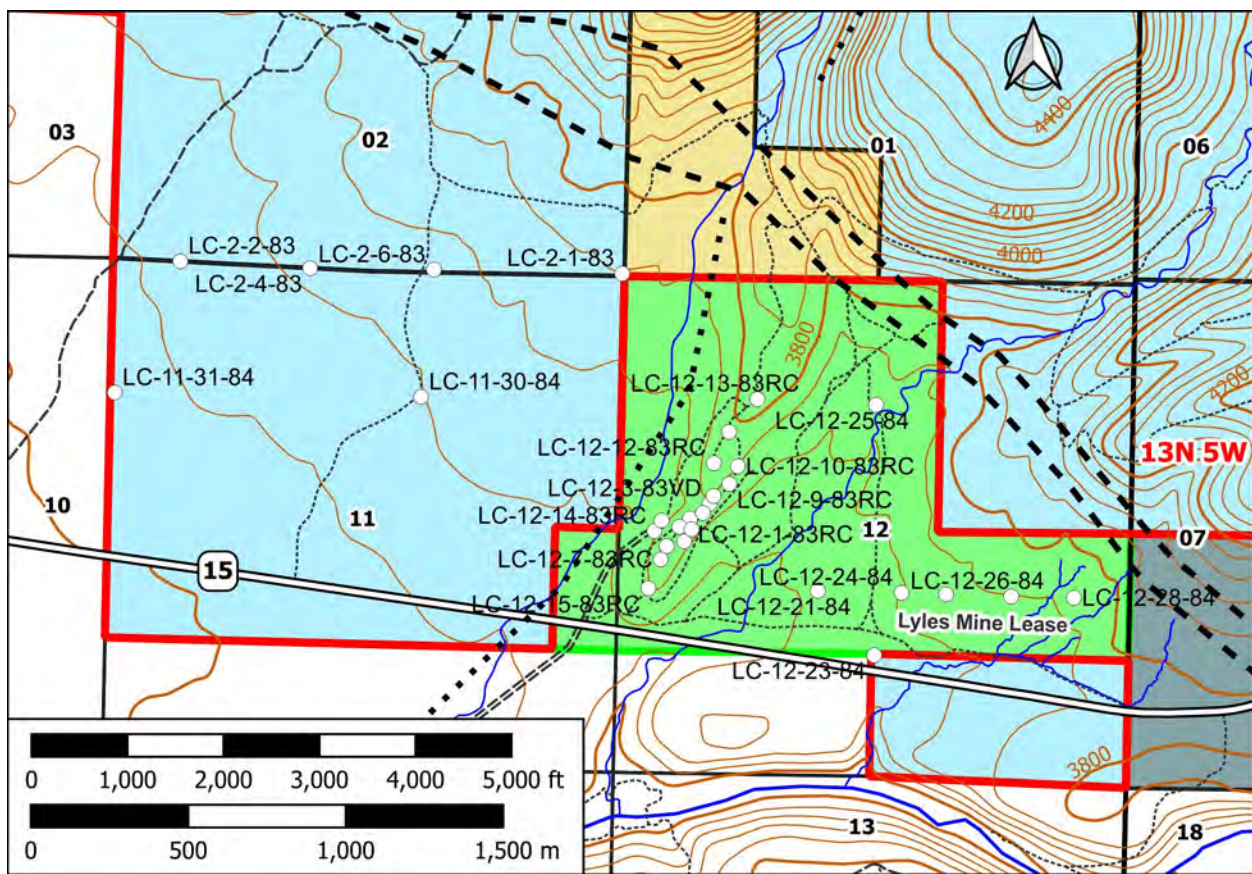 03
02
01
06
4400
4200
4000
LC-2-2-83
LC-2-6-83
LC-2-1-83
LC-2-4-83
3800
4200
LC-11-31-84
LC-11-30-84
LC-12-13-83RC
LC-12-25-84
LC-12-12-83RC
LC-12-10-83RC
13N 5W
LC-12-3-83VD
LC-12-9-83RC
10
11
LC-12-14-83RC
LC-12-1-83RC
12
07
LC-12-7-83RC
15
LC-12-24-84
LC-12-26-84
LC-12-15-83RC
LC-12-21-84
LC-12-28-84
Lyles Mine Lease
LC-12-23-84
0 1,000 2,000 3,000 4,000 5,000 ft
3800
0 500 1,000 1,500 m
13
18